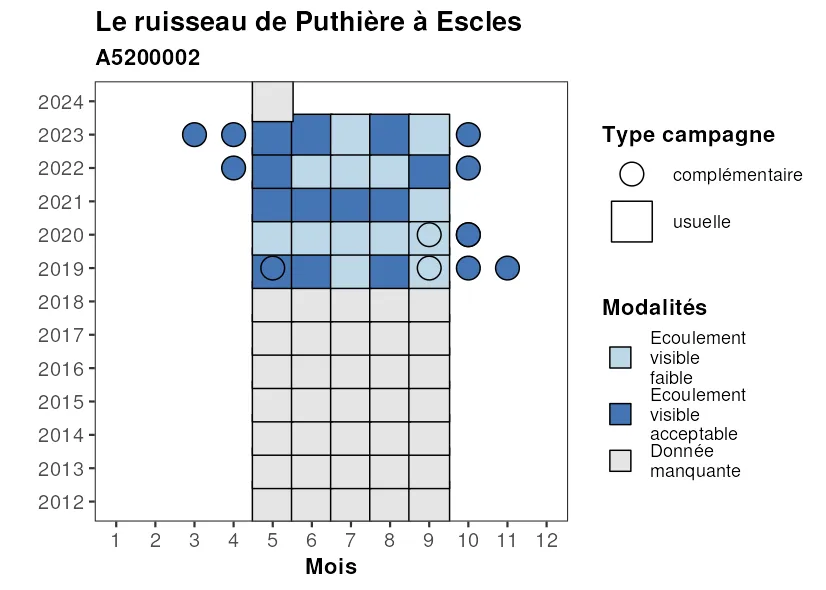 Le ruisseau de Puthière à Escles
A5200002
2024
2023
2022
2021
2020
2019
2018
2017
2016
2015
2014
2013
2012
1 2 3 4 5 6 7 8 9 10 11 12
Mois
Type campagne
complémentaire
usuelle
Modalités
Ecoulement
visible
faible
Ecoulement
visible
acceptable
Donnée
manquante